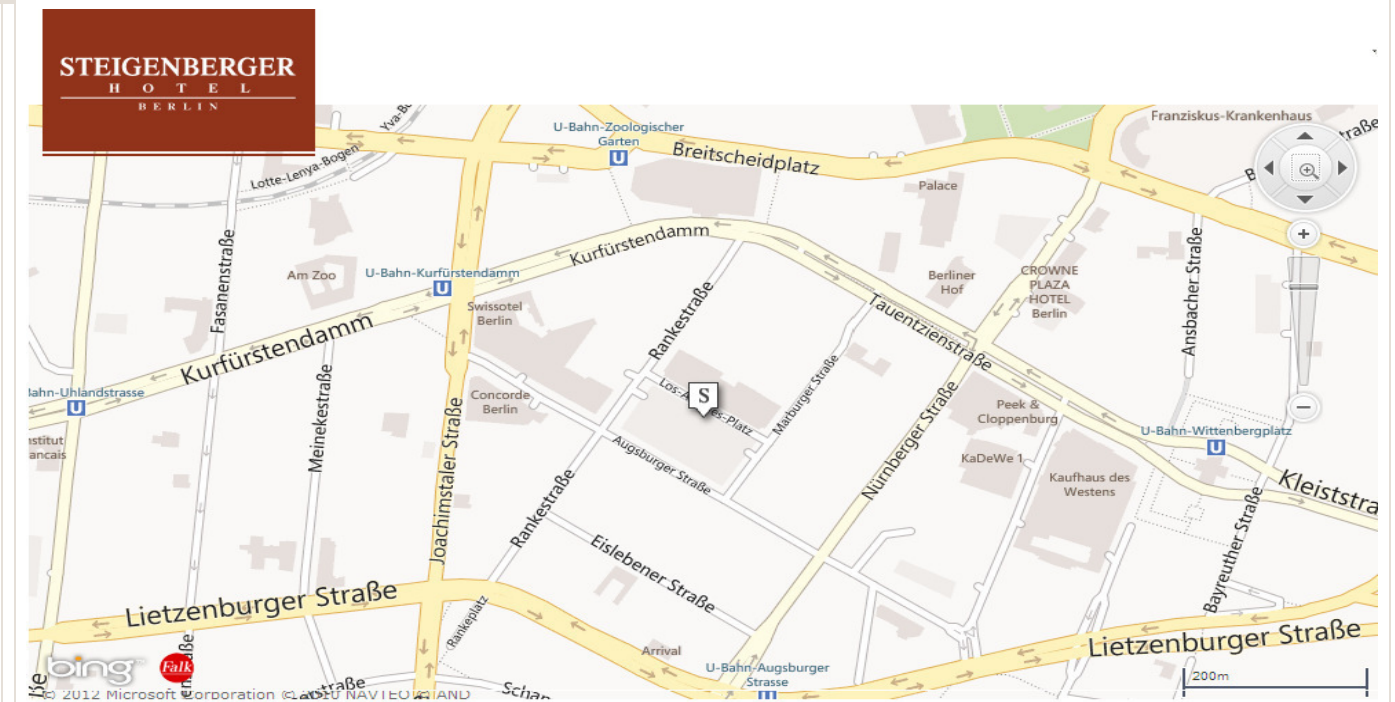 STEIGENBERGER
HOTEL
BERLIN
Franziskus-Krankenhaus
U-Bahn-Zoologischer
Garten
U
Breitscheidplatz
Lotte-Lenya-Bogen
Palace
Kurfürstendamm
Fasanenstraße
Am Zoo
U-Bahn-Kurfürstendamm
U
Swissotel
Berlin
Berliner
Hof
CROWNE
PLAZA
HOTEL
Berlin
Ansbacher Straße
Rankestraße
Tauentzienstraße
Kurfürstendamm
Meinekestraße
U
Concorde
Berlin
S
Marburger Straße
Nürnberger Straße
Peek &
Cloppenburg
U-Bahn-Wittenbergplatz
U
Joachimstaler Straße
Augsburger Straße
KaDeWe 1
Kaufhaus des
Westens
Rankestraße
Eislebener Straße
Bayreuther Straße
Lietzenburger Straße
Rankeplatz
Arrival
U-Bahn-Augsburger
Strasse
U
Lietzenburger Straße
bing
Falk
200m
© 2012 Microsoft Corporation NAVTEQ © AND